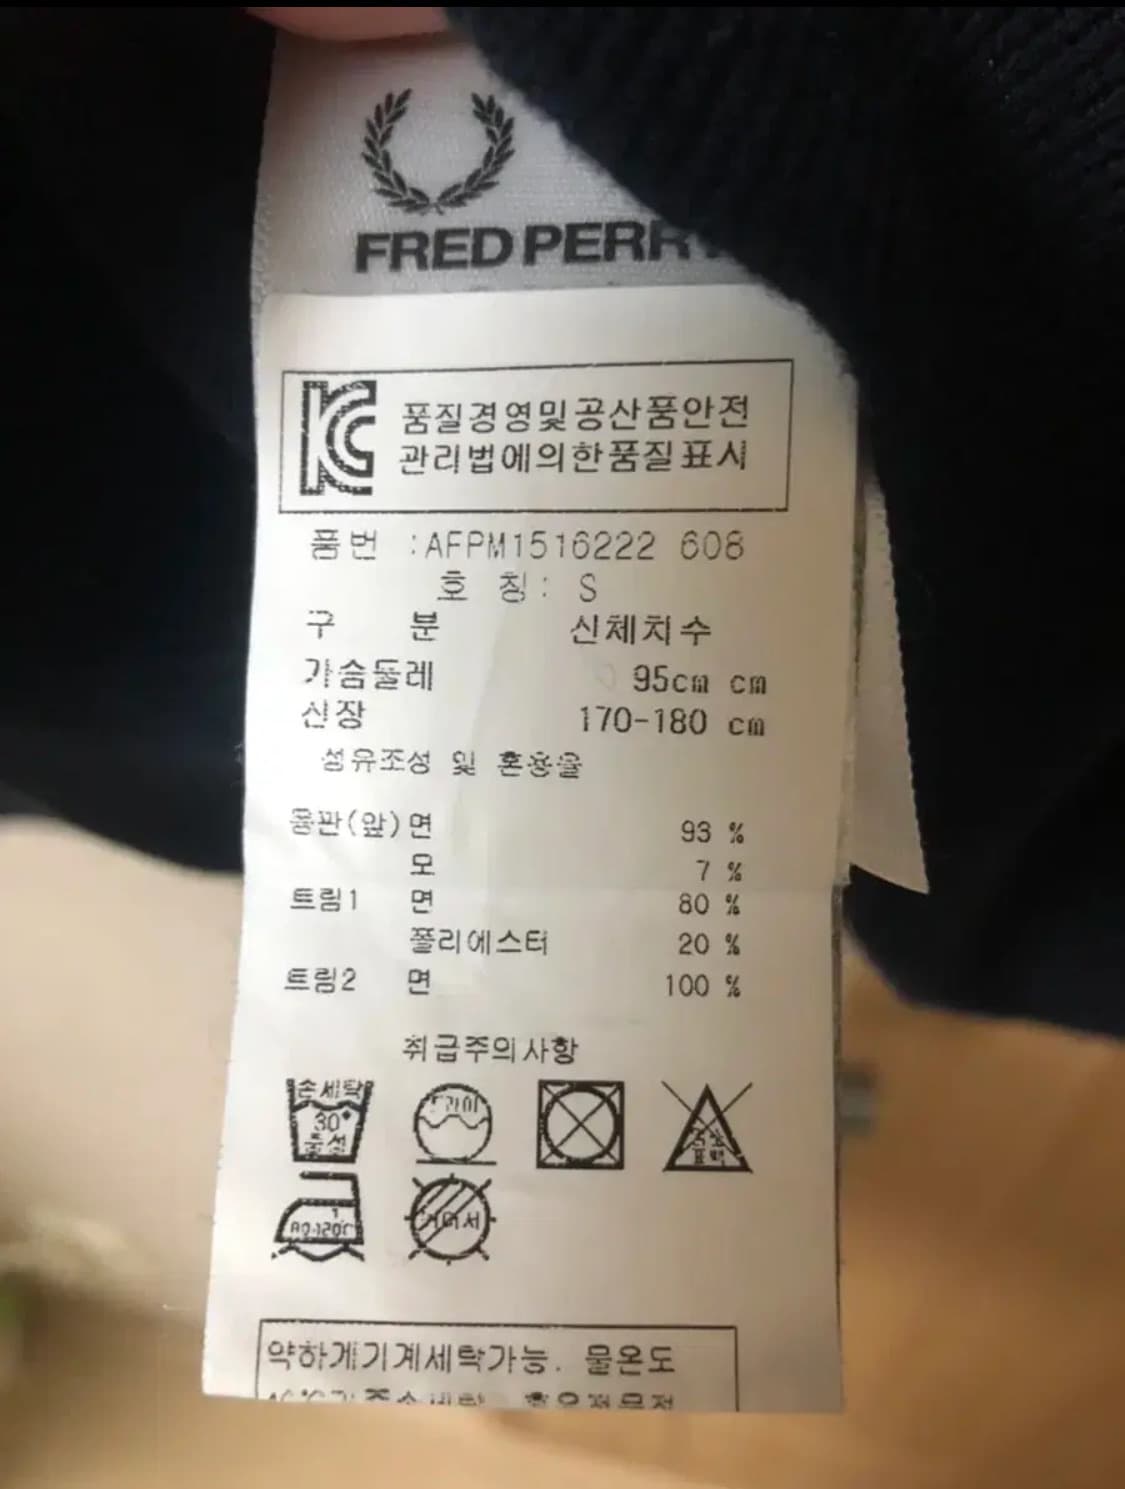 FRED PERRY
품질경영및공산품안전
관리법에의한품질표시
품번 :AFPM1516222 608
호 칭: S
구 분 신체치수
가슴둘레 95cm cm
신장 170-180 cm
섬유조성 및 혼용율
몸판(앞) 면 93 %
모 7 %
트림1 면 80 %
폴리에스터 20 %
트림2 면 100 %
취급주의사항
손세탁 드라이
30° 염소
중성 표백
80-120℃
약하게기계세탁가능. 물온도